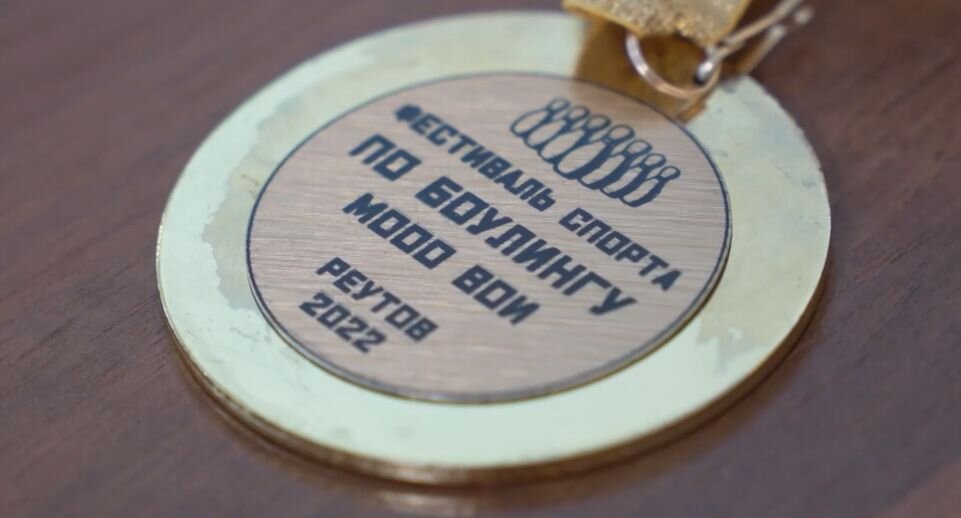 ФЕСТИВАЛЬ СПОРТА
ПО БОУЛИНГУ
МООО ВОИ
РЕУТОВ
2022